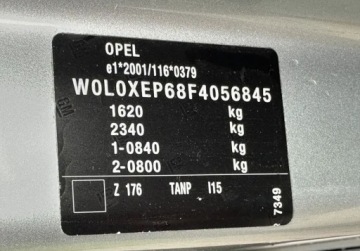 OPEL
e1*2001/116*0379
W0L0XEP68F4056845
1620 kg
2340 kg
1-0840 kg
2-0800 kg
Z 176 TANP I15
7349